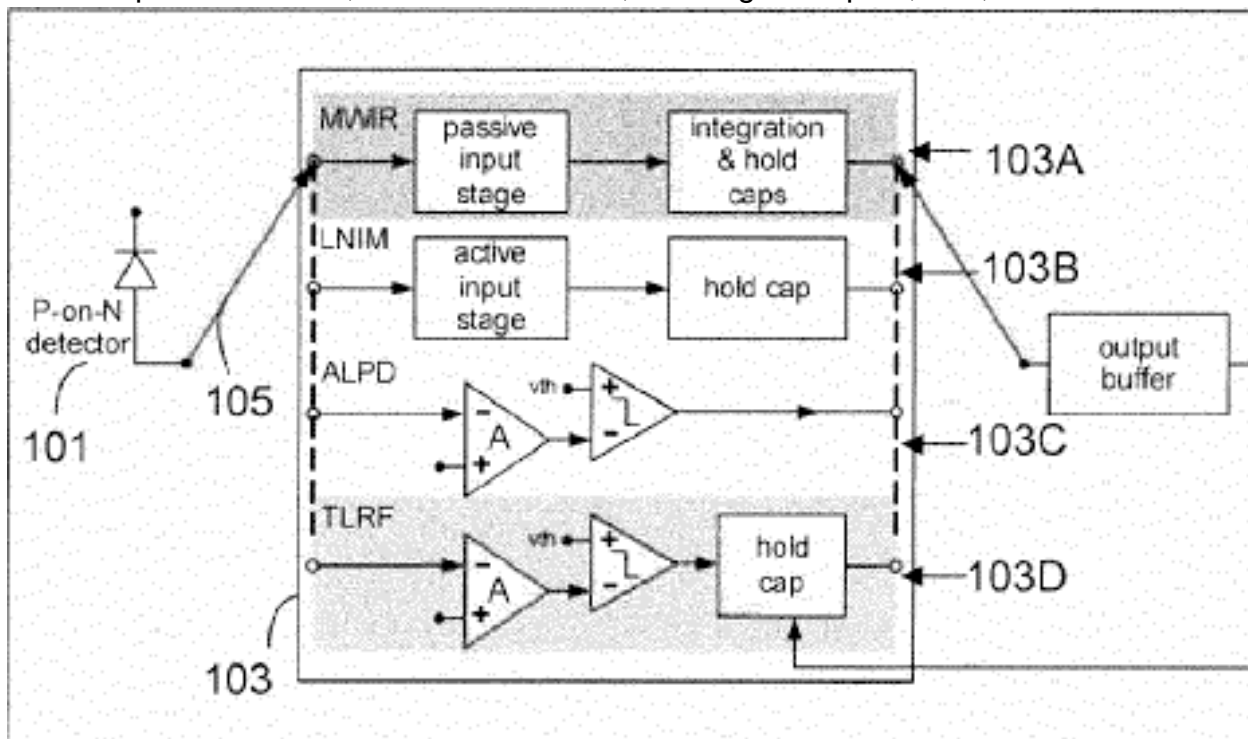 MWIR
passive
input
stage
integration
& hold
caps
103A
LNIM
active
input
stage
hold cap
103B
P-on-N
detector
output
buffer
105
ALPD
vth
+
-
-
A
+
101
103C
TLRF
vth
+
-
-
A
+
hold
cap
103D
103